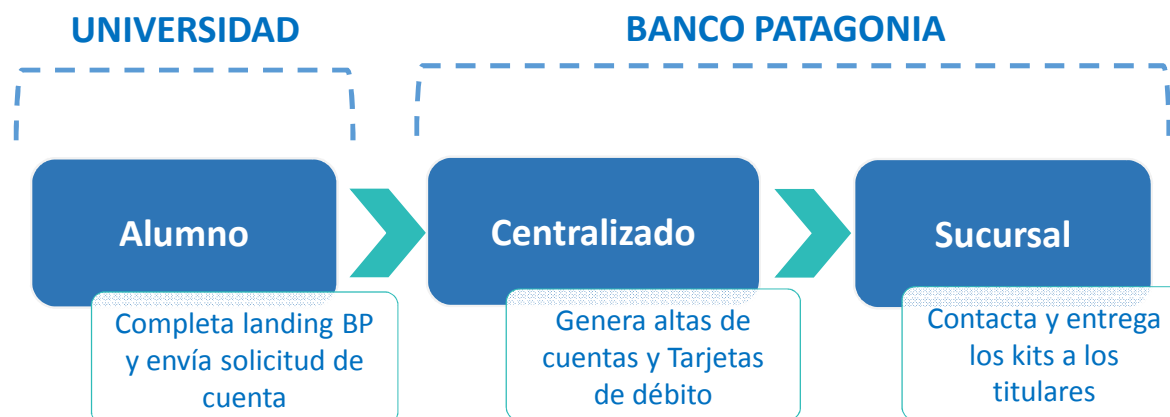 UNIVERSIDAD
BANCO PATAGONIA
Alumno
Completa landing BP
y envía solicitud de
cuenta
Centralizado
Genera altas de
cuentas y Tarjetas
de débito
Sucursal
Contacta y entrega
los kits a los
titulares